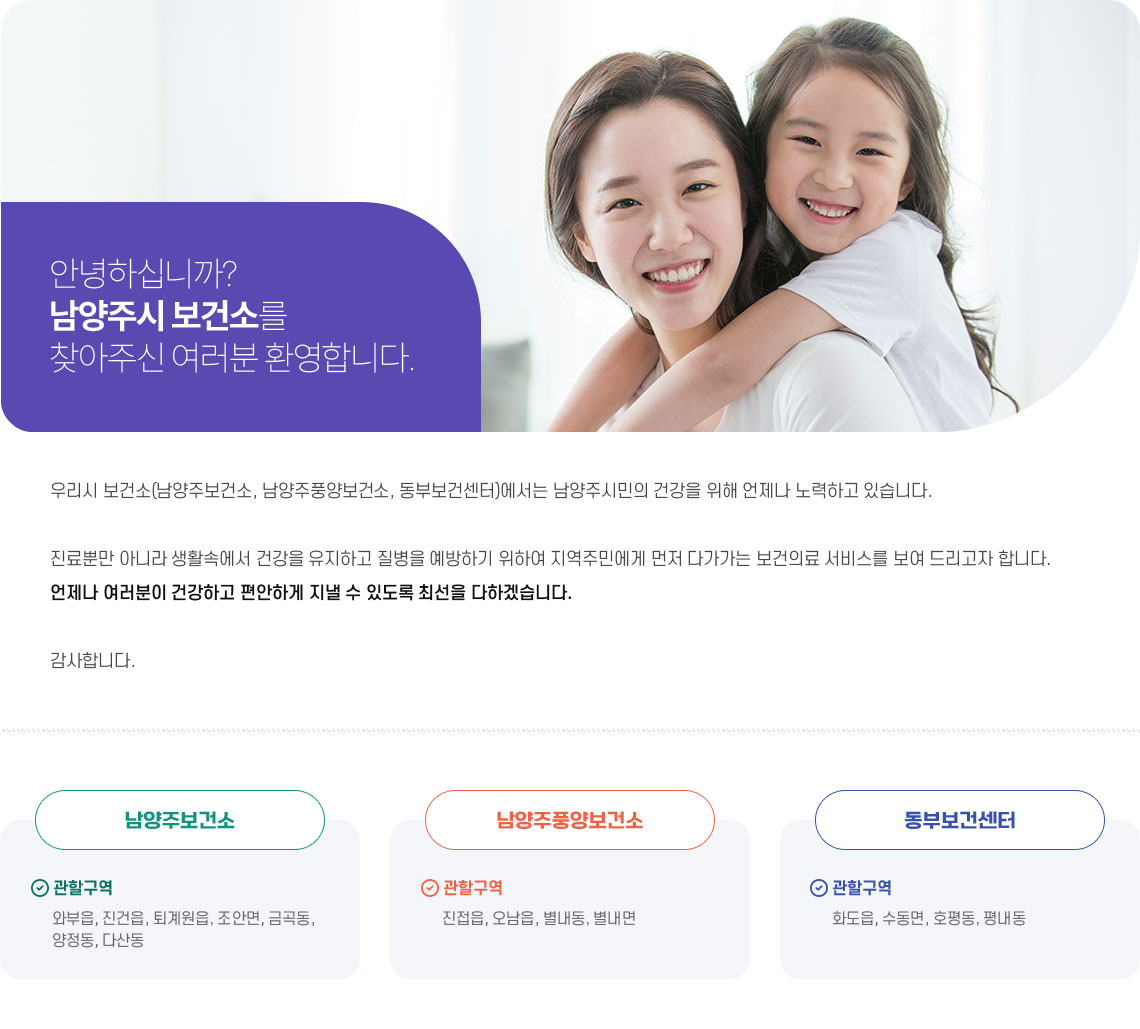 안녕하십니까?
남양주시 보건소를
찾아주신 여러분 환영합니다.
우리시 보건소(남양주보건소, 남양주풍양보건소, 동부보건센터)에서는 남양주시민의 건강을 위해 언제나 노력하고 있습니다.
진료뿐만 아니라 생활속에서 건강을 유지하고 질병을 예방하기 위하여 지역주민에게 먼저 다가가는 보건의료 서비스를 보여 드리고자 합니다.
언제나 여러분이 건강하고 편안하게 지낼 수 있도록 최선을 다하겠습니다.
감사합니다.
남양주보건소
관할구역
와부읍, 진건읍, 퇴계원읍, 조안면, 금곡동,
양정동, 다산동
남양주풍양보건소
관할구역
진접읍, 오남읍, 별내동, 별내면
동부보건센터
관할구역
화도읍, 수동면, 호평동, 평내동